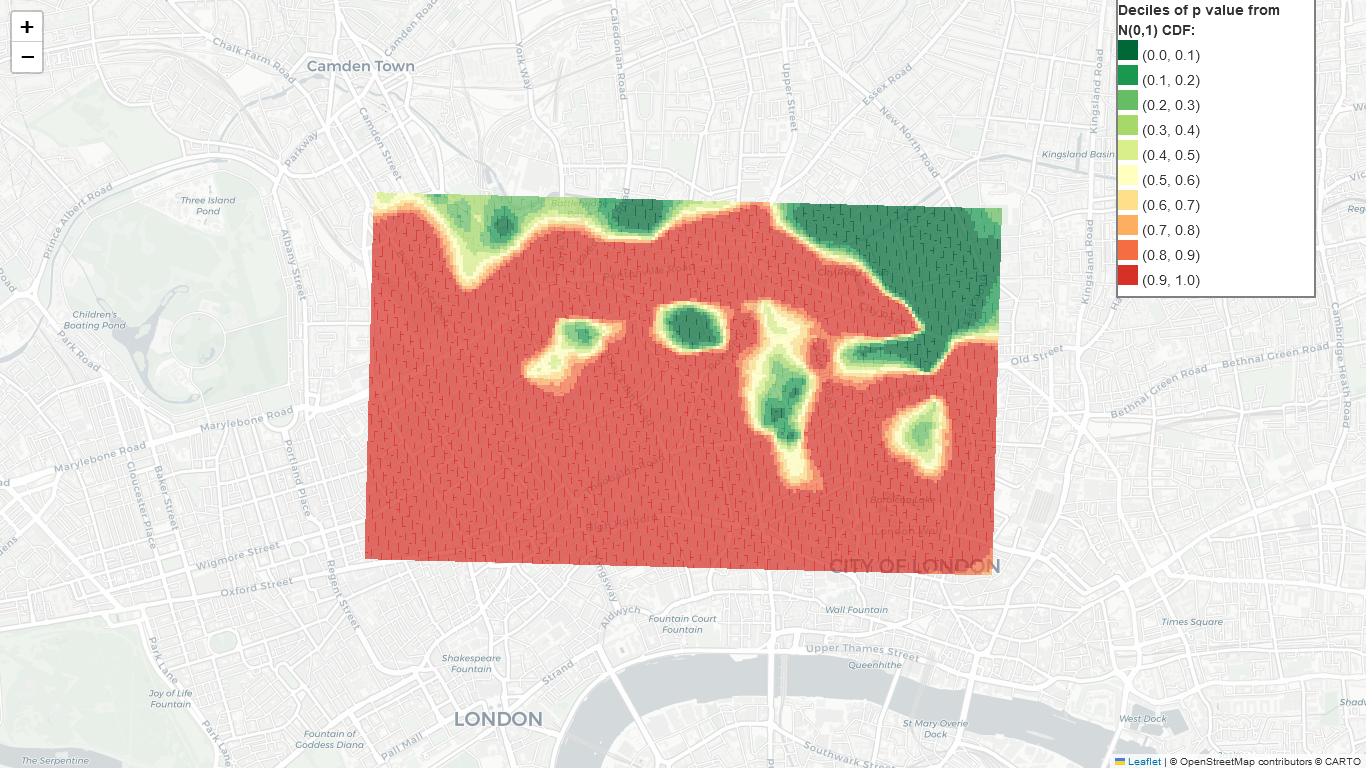 +
−
Deciles of p value from
N(0,1) CDF:
(0.0, 0.1)
(0.1, 0.2)
(0.2, 0.3)
(0.3, 0.4)
(0.4, 0.5)
(0.5, 0.6)
(0.6, 0.7)
(0.7, 0.8)
(0.8, 0.9)
(0.9, 1.0)
Camden Road
Caledonian Road
Chalk Farm Road
York Way
Camden Town
Upper Street
Essex Road
Kingsland Road
New North Road
Camden Street
Parkway
Kingsland Basin
Prince Albert Road
Three Island
Pond
Albany Street
Kingsland Road
Children's
Boating Pond
Park Road
Old Street
Bethnal Green Road
Cambridge Heath Road
Bethnal Green Road
Marylebone Road
Marylebone Road
Portland Place
Gloucester Place
Baker Street
Wigmore Street
Oxford Street
Regent Street
CITY OF LONDON
Kingsway
Aldwych
Fountain Court
Fountain
Wall Fountain
Times Square
Upper Thames Street
Queenhithe
Shakespeare
Fountain
Strand
Park Lane
Joy of Life
Fountain
LONDON
St Mary Overie
Dock
West Dock
Fountain of
Goddess Diana
Pall Mall
Park Lane
Southwark Street
The Serpentine
Leaflet | © OpenStreetMap contributors © CARTO